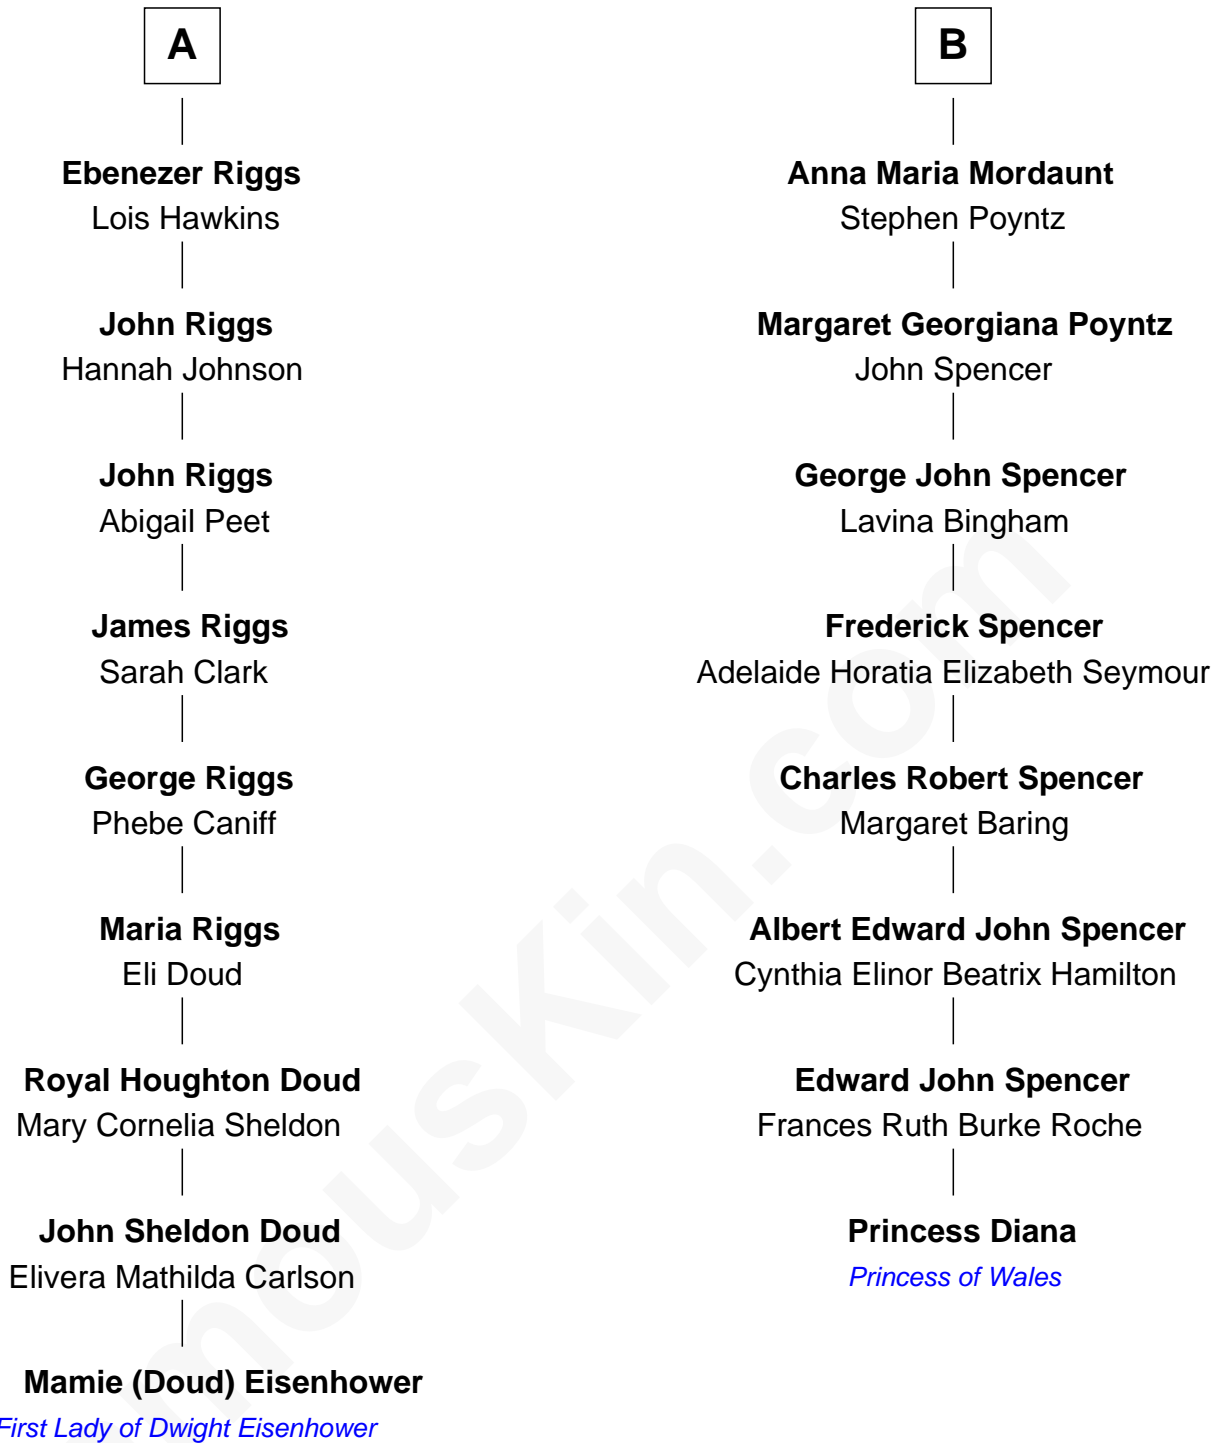 A
Ebenezer Riggs
Lois Hawkins
John Riggs
Hannah Johnson
John Riggs
Abigail Peet
James Riggs
Sarah Clark
George Riggs
Phebe Caniff
Maria Riggs
Eli Doud
Royal Houghton Doud
Mary Cornelia Sheldon
John Sheldon Doud
Elivera Mathilda Carlson
Mamie (Doud) Eisenhower
First Lady of Dwight Eisenhower
B
Anna Maria Mordaunt
Stephen Poyntz
Margaret Georgiana Poyntz
John Spencer
George John Spencer
Lavina Bingham
Frederick Spencer
Adelaide Horatia Elizabeth Seymour
Charles Robert Spencer
Margaret Baring
Albert Edward John Spencer
Cynthia Elinor Beatrix Hamilton
Edward John Spencer
Frances Ruth Burke Roche
Princess Diana
Princess of Wales
mouskin.com